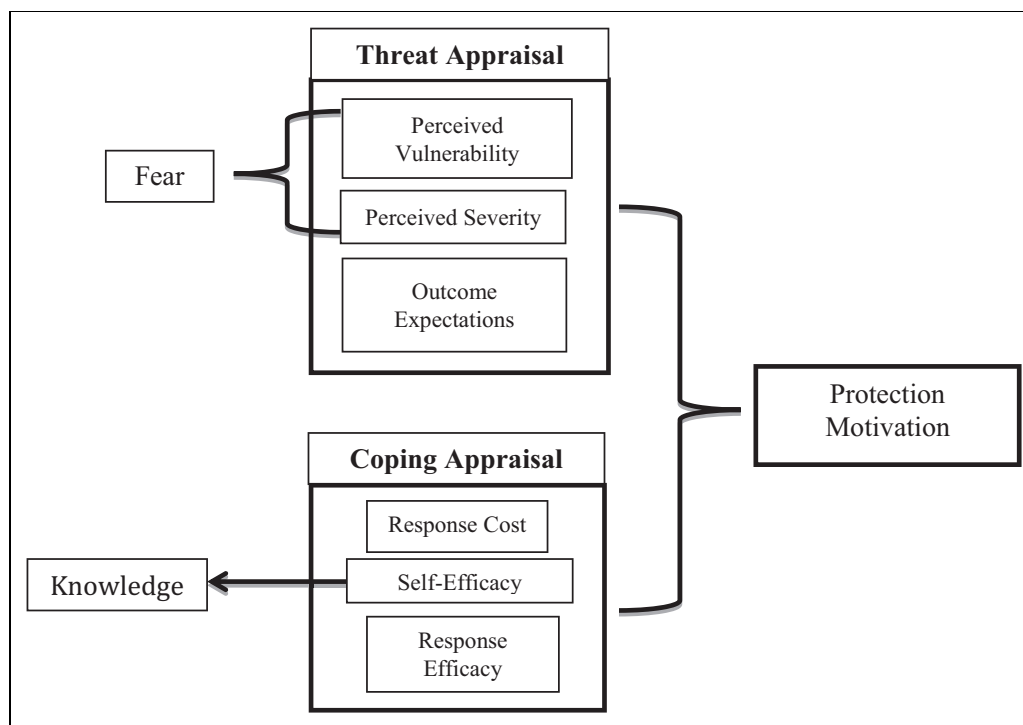 Threat Appraisal
Perceived
Vulnerability
Fear
Perceived Severity
Outcome
Expectations
Protection
Motivation
Coping Appraisal
Response Cost
Knowledge
Self-Efficacy
Response
Efficacy